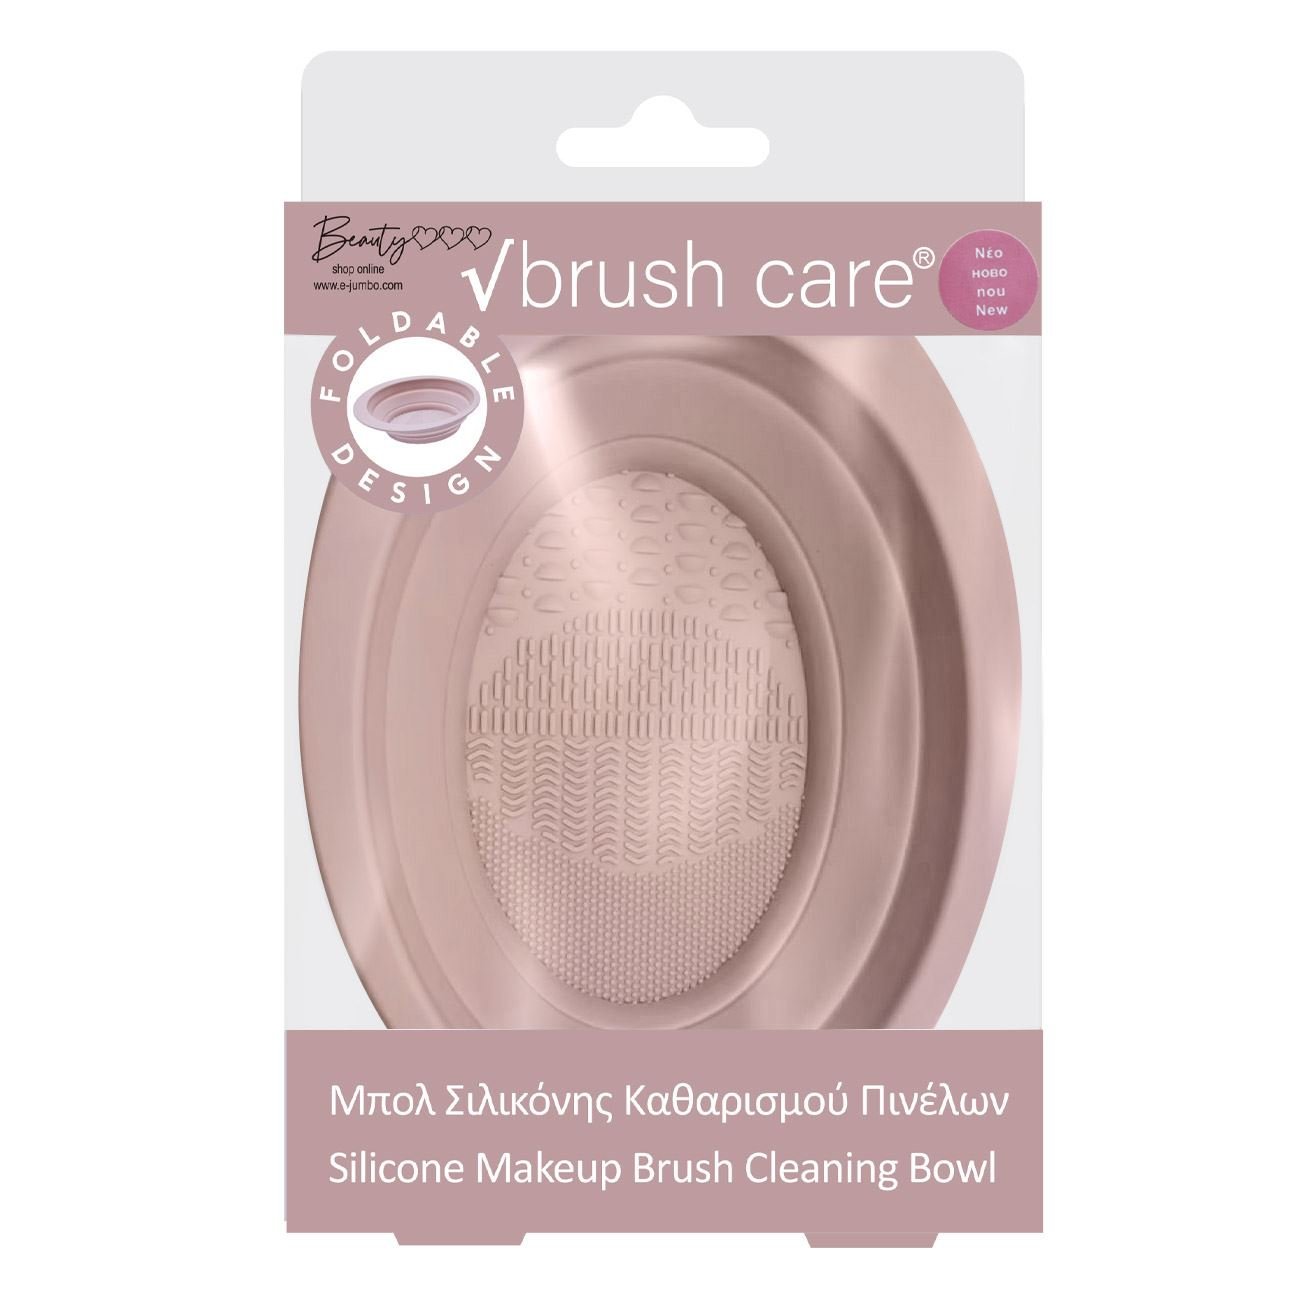 Beauty
shop online
www.e-jumbo.com
√brush care®
Νέο
ново
nou
New
FOLDABLE
DESIGN
Μπολ Σιλικόνης Καθαρισμού Πινέλων
Silicone Makeup Brush Cleaning Bowl